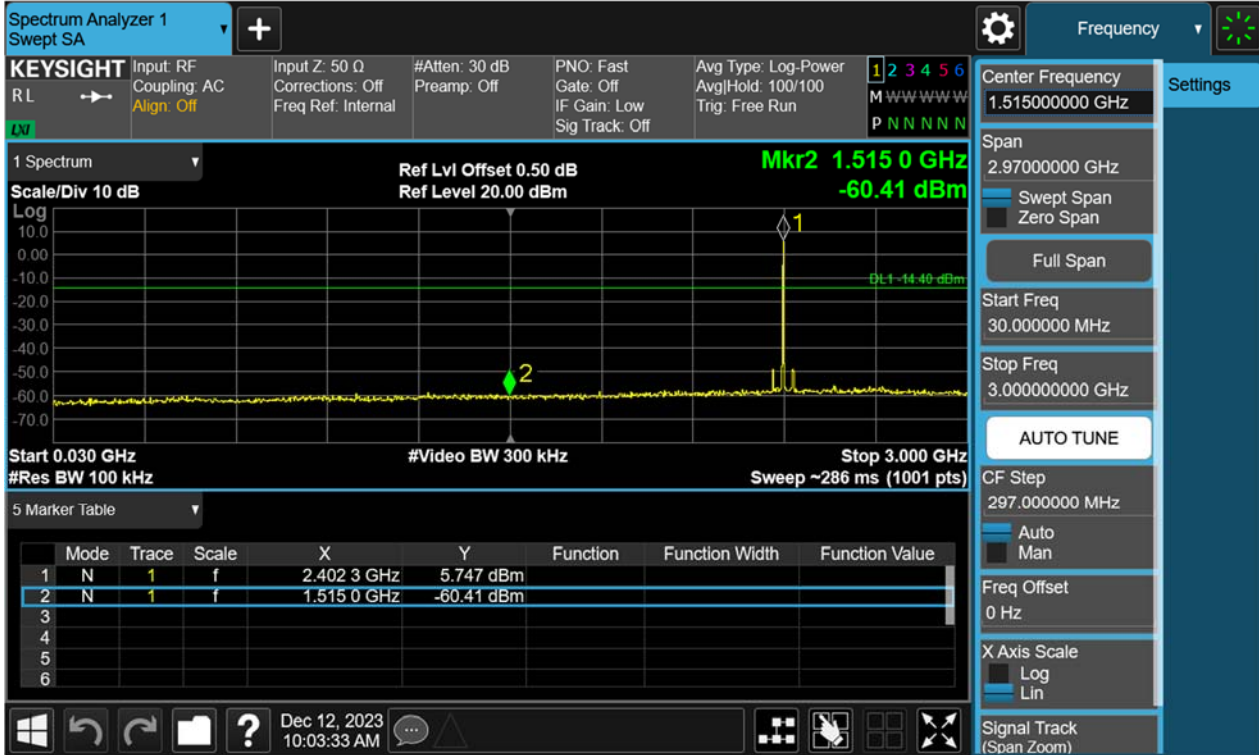 Spectrum Analyzer 1
Swept SA
+
Frequency
KEYSIGHT
RL
LXI
Input: RF
Coupling: AC
Align: Off
Input Z: 50 Ω
Corrections: Off
Freq Ref: Internal
#Atten: 30 dB
Preamp: Off
PNO: Fast
Gate: Off
IF Gain: Low
Sig Track: Off
Avg Type: Log-Power
Avg|Hold: 100/100
Trig: Free Run
1 2 3 4 5 6
M W W W W W
P N N N N N
1 Spectrum
Scale/Div 10 dB
Ref Lvl Offset 0.50 dB
Ref Level 20.00 dBm
Mkr2 1.515 0 GHz
-60.41 dBm
Log
10.0
0.00
-10.0
-20.0
-30.0
-40.0
-50.0
-60.0
-70.0
1
DL1 -14.40 dBm
2
Start 0.030 GHz
#Res BW 100 kHz
#Video BW 300 kHz
Stop 3.000 GHz
Sweep ~286 ms (1001 pts)
5 Marker Table
Mode Trace Scale X Y Function Function Width Function Value
1 N 1 f 2.402 3 GHz 5.747 dBm
2 N 1 f 1.515 0 GHz -60.41 dBm
3
4
5
6
?
Dec 12, 2023
10:03:33 AM
Center Frequency
1.515000000 GHz
Span
2.97000000 GHz
Swept Span
Zero Span
Full Span
Start Freq
30.000000 MHz
Stop Freq
3.000000000 GHz
AUTO TUNE
CF Step
297.000000 MHz
Auto
Man
Freq Offset
0 Hz
X Axis Scale
Log
Lin
Signal Track
(Span Zoom)
Settings